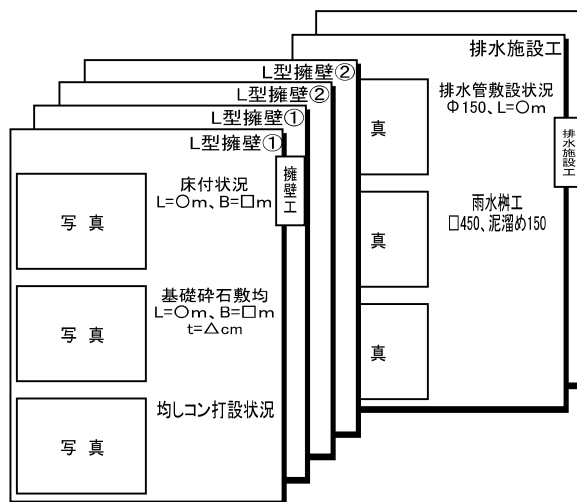 L型擁壁②
L型擁壁②
L型擁壁①
L型擁壁①
擁壁工
写 真
床付状況
L=○m、B=□m
写 真
基礎砕石敷均
L=○m、B=□m
t=△cm
写 真
均しコン打設状況
排水施設工
排水施設工
真
排水管敷設状況
Φ150、L=○m
真
雨水桝工
□450、泥溜め150
真